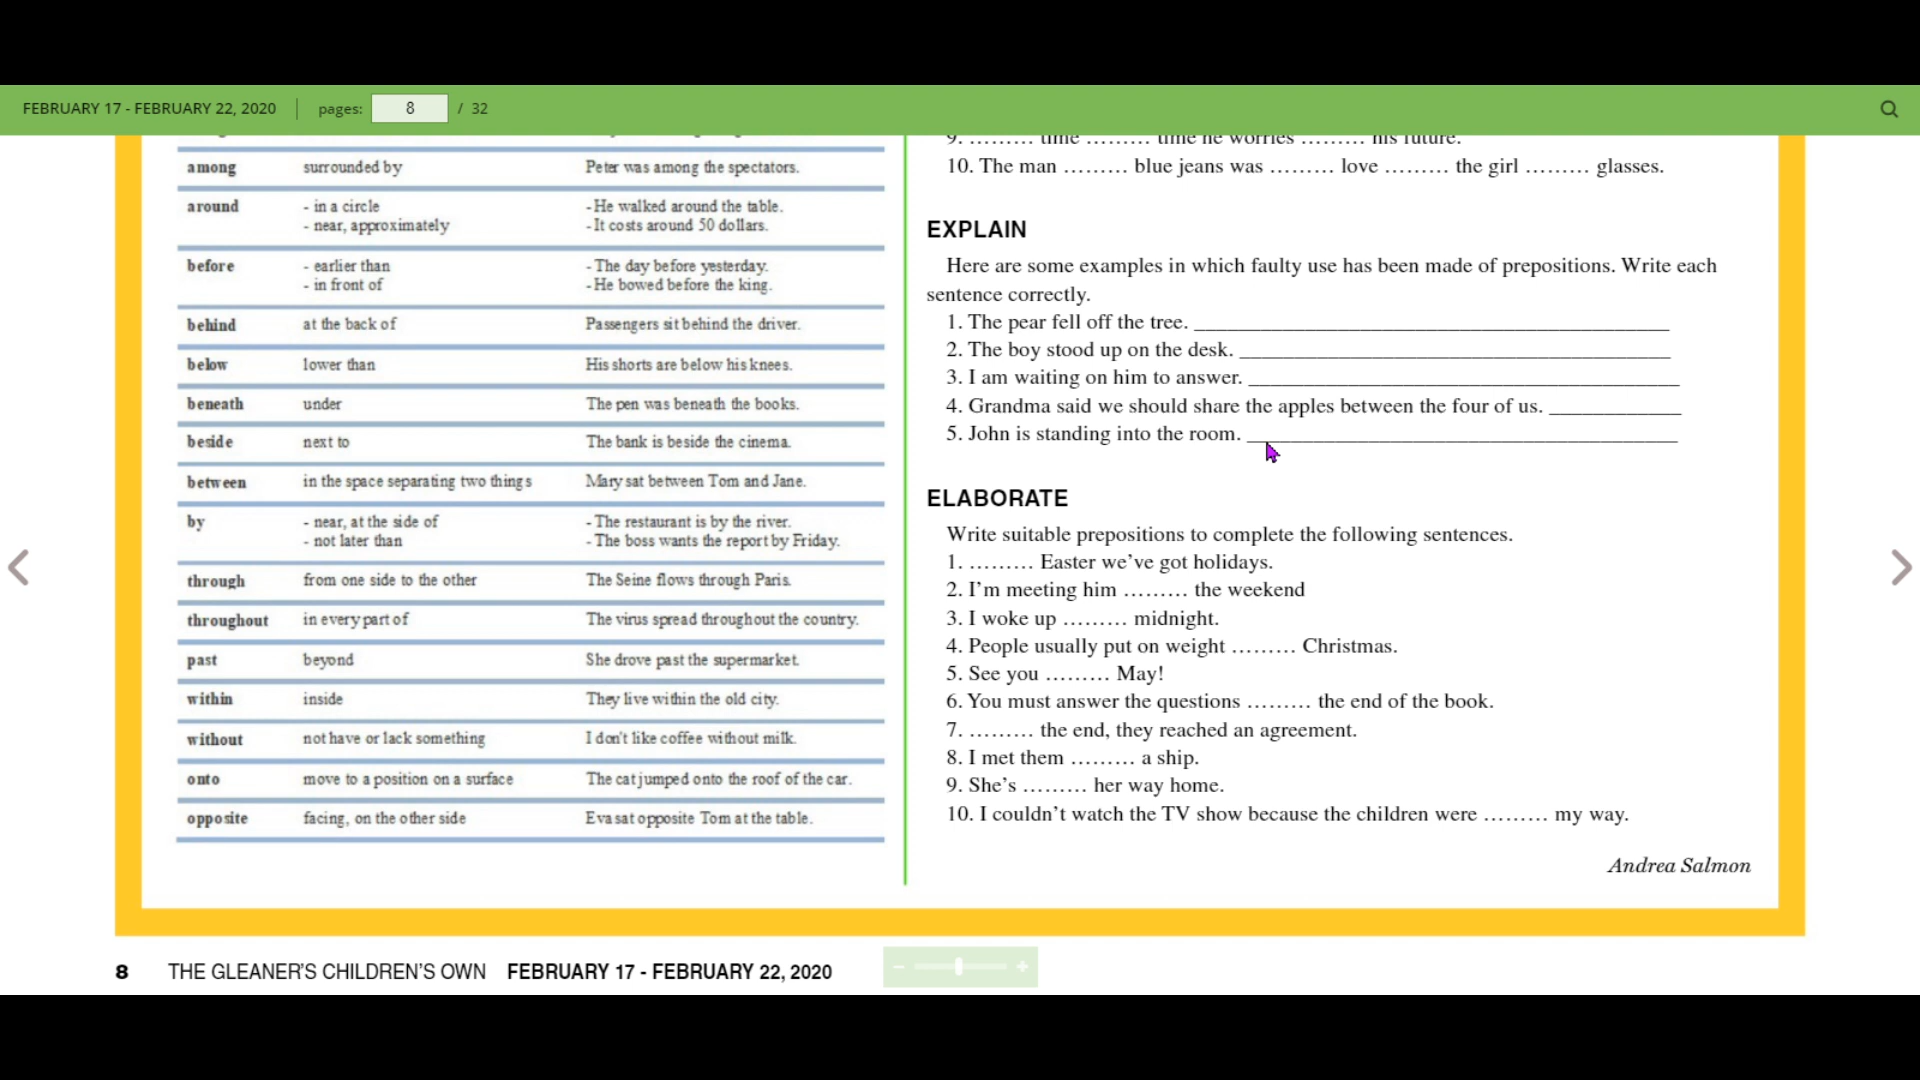 FEBRUARY 17 - FEBRUARY 22, 2020 pages: 8 / 32
among surrounded by Peter was among the spectators.
around - in a circle - He walked around the table.
- near, approximately - It costs around 50 dollars.
before - earlier than - The day before yesterday.
- in front of - He bowed before the king.
behind at the back of Passengers sit behind the driver.
below lower than His shorts are below his knees.
beneath under The pen was beneath the books.
beside next to The bank is beside the cinema.
between in the space separating two things Mary sat between Tom and Jane.
by - near, at the side of - The restaurant is by the river.
- not later than - The boss wants the report by Friday.
through from one side to the other The Seine flows through Paris.
throughout in every part of The virus spread throughout the country.
past beyond She drove past the supermarket.
within inside They live within the old city.
without not have or lack something I don't like coffee without milk.
onto move to a position on a surface The cat jumped onto the roof of the car.
opposite facing, on the other side Eva sat opposite Tom at the table.
9. ......... time ......... time he worries ......... his future.
10. The man ......... blue jeans was ......... love ......... the girl ......... glasses.
EXPLAIN
Here are some examples in which faulty use has been made of prepositions. Write each
sentence correctly.
1. The pear fell off the tree. ____________
2. The boy stood up on the desk. ____________
3. I am waiting on him to answer. ____________
4. Grandma said we should share the apples between the four of us. ____________
5. John is standing into the room. ____________
ELABORATE
Write suitable prepositions to complete the following sentences.
1. ......... Easter we’ve got holidays.
2. I’m meeting him ......... the weekend
3. I woke up ......... midnight.
4. People usually put on weight ......... Christmas.
5. See you ......... May!
6. You must answer the questions ......... the end of the book.
7. ......... the end, they reached an agreement.
8. I met them ......... a ship.
9. She’s ......... her way home.
10. I couldn’t watch the TV show because the children were ......... my way.
Andrea Salmon
8 THE GLEANER’S CHILDREN’S OWN FEBRUARY 17 - FEBRUARY 22, 2020